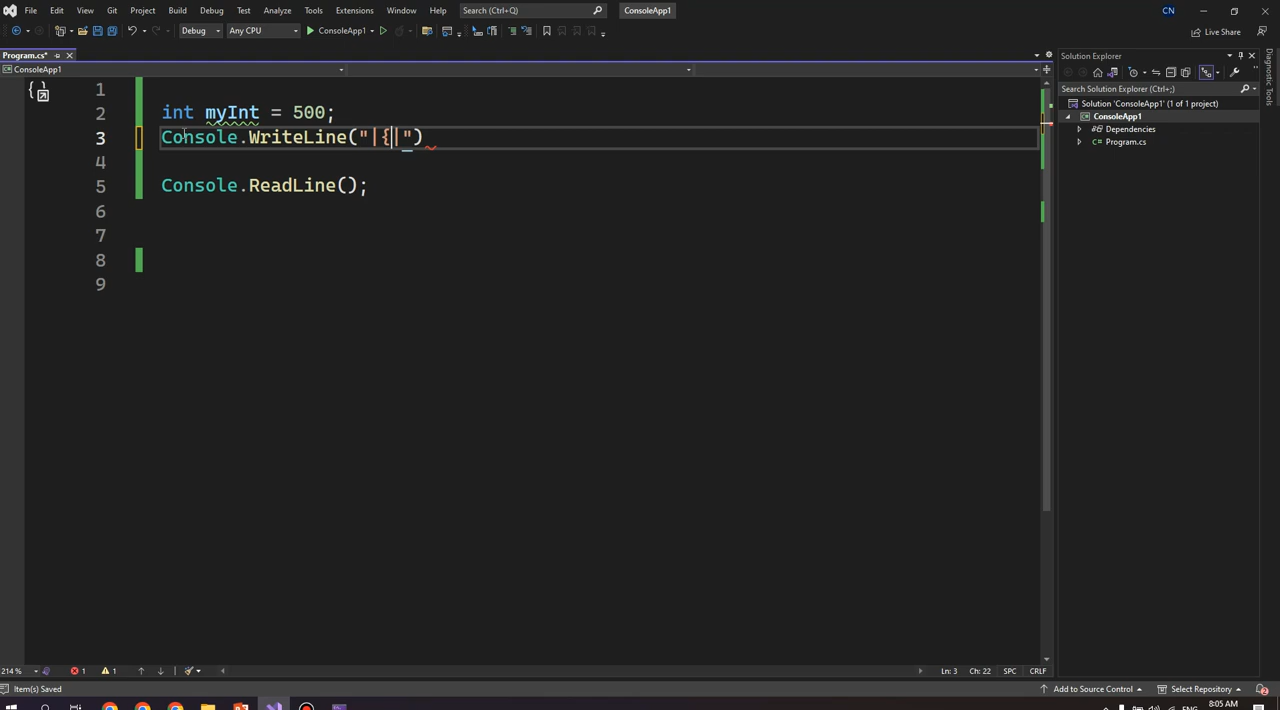 File Edit View Git Project Build Debug Test Analyze Tools Extensions Window Help Search (Ctrl+Q) ConsoleApp1 CN
Debug Any CPU ConsoleApp1 Live Share
Program.cs*
ConsoleApp1
1
2 int myInt = 500;
3 Console.WriteLine("|{|")
4
5 Console.ReadLine();
6
7
8
9
Solution Explorer
Search Solution Explorer (Ctrl+;)
Solution 'ConsoleApp1' (1 of 1 project)
ConsoleApp1
Dependencies
Program.cs
Diagnostic Tools
214 % 1 1 Ln: 3 Ch: 22 SPC CRLF
Item(s) Saved Add to Source Control Select Repository
ENG 8:05 AM